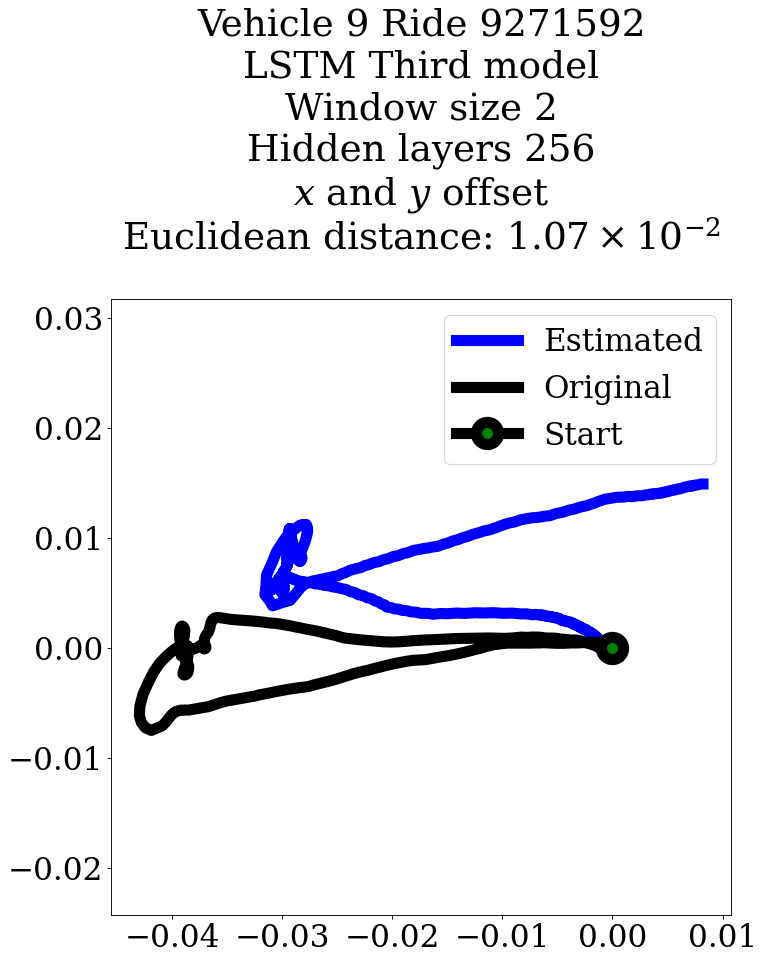 Vehicle 9 Ride 9271592
LSTM Third model
Window size 2
Hidden layers 256
x and y offset
Euclidean distance: 1.07 × 10⁻²
0.03
Estimated
Original
Start
0.02
0.01
0.00
−0.01
−0.02
−0.04 −0.03 −0.02 −0.01 0.00 0.01